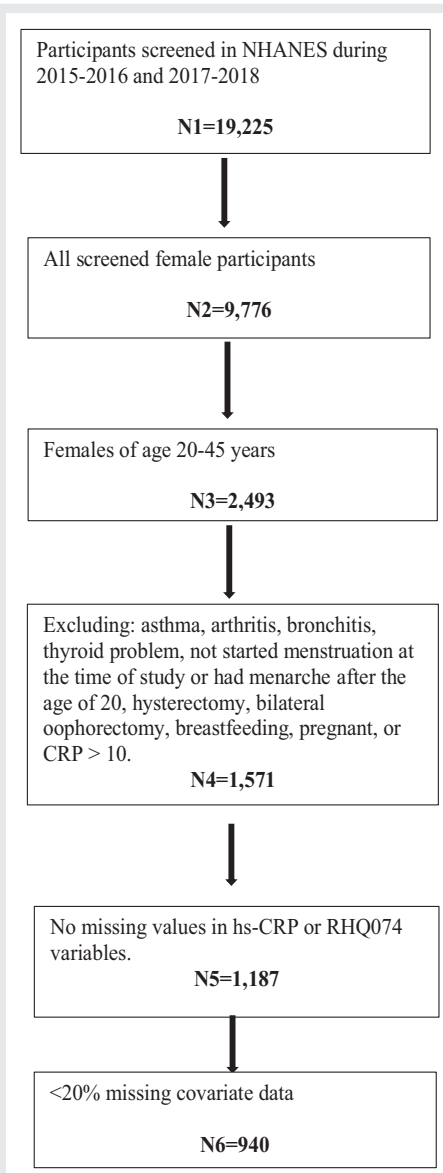 Participants screened in NHANES during
2015-2016 and 2017-2018
N1=19,225
All screened female participants
N2=9,776
Females of age 20-45 years
N3=2,493
Excluding: asthma, arthritis, bronchitis,
thyroid problem, not started menstruation at
the time of study or had menarche after the
age of 20, hysterectomy, bilateral
oophorectomy, breastfeeding, pregnant, or
CRP > 10.
N4=1,571
No missing values in hs-CRP or RHQ074
variables.
N5=1,187
<20% missing covariate data
N6=940